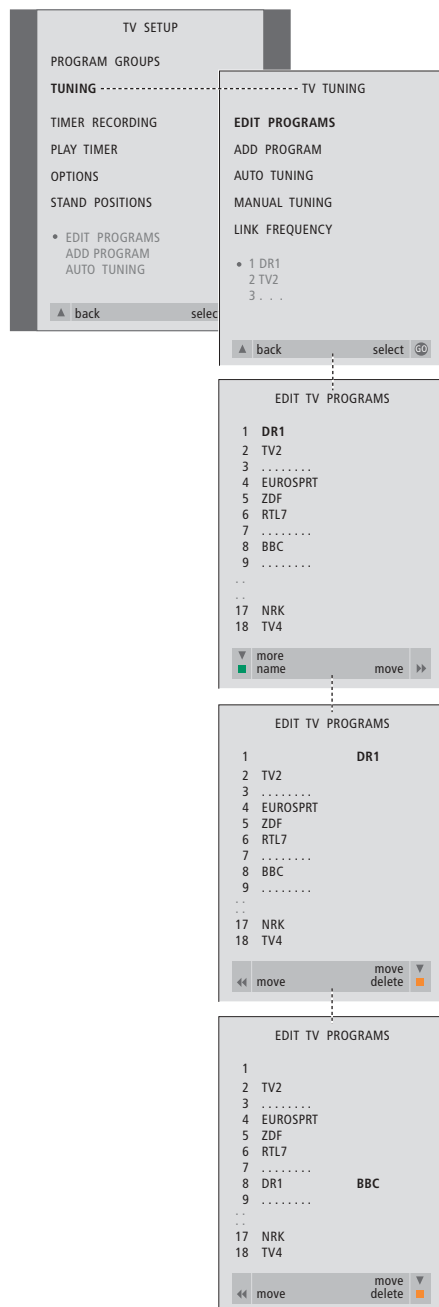 TV SETUP
PROGRAM GROUPS
TUNING
TIMER RECORDING
PLAY TIMER
OPTIONS
STAND POSITIONS
• EDIT PROGRAMS
ADD PROGRAM
AUTO TUNING
▲ back selec
TV TUNING
EDIT PROGRAMS
ADD PROGRAM
AUTO TUNING
MANUAL TUNING
LINK FREQUENCY
• 1 DR1
2 TV2
3 . . .
▲ back select GO
EDIT TV PROGRAMS
1 DR1
2 TV2
3 ........
4 EUROSPRT
5 ZDF
6 RTL7
7 ........
8 BBC
9 ........
. .
. .
17 NRK
18 TV4
▼ more
name move ▶▶
EDIT TV PROGRAMS
1 DR1
2 TV2
3 ........
4 EUROSPRT
5 ZDF
6 RTL7
7 ........
8 BBC
9 ........
. .
. .
17 NRK
18 TV4
move ▼
◀◀ move delete
EDIT TV PROGRAMS
1
2 TV2
3 ........
4 EUROSPRT
5 ZDF
6 RTL7
7 ........
8 DR1 BBC
9 ........
. .
. .
17 NRK
18 TV4
move ▼
◀◀ move delete